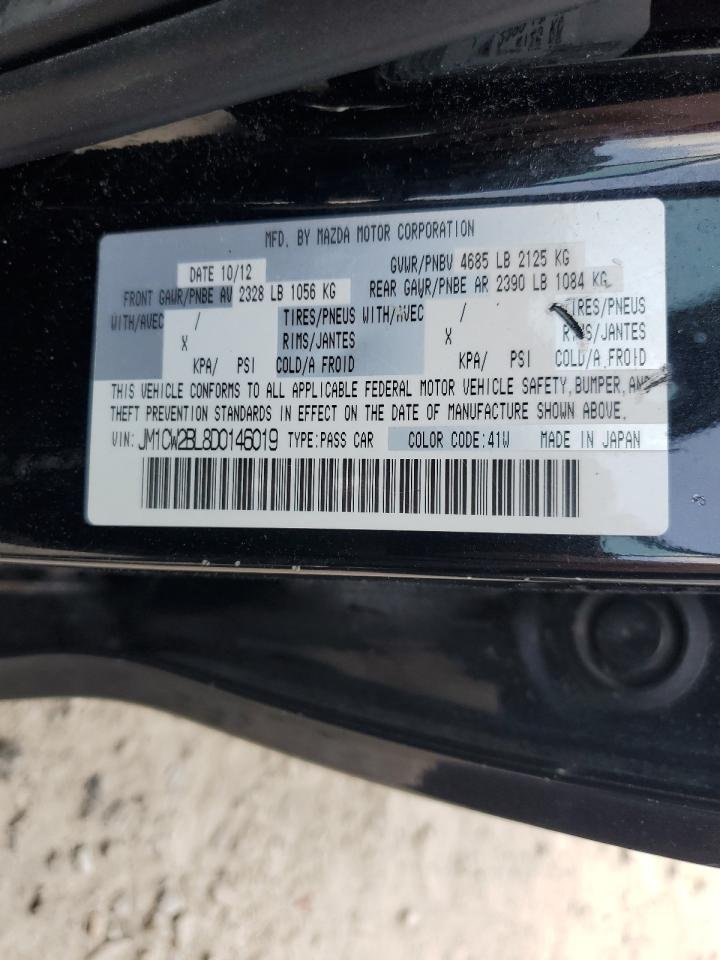 MFD. BY MAZDA MOTOR CORPORATION
DATE 10/12 GVWR/PNBV 4685 LB 2125 KG
FRONT GAWR/PNBE AV 2328 LB 1056 KG REAR GAWR/PNBE AR 2390 LB 1084 KG
WITH/AVEC / TIRES/PNEUS WITH/AVEC / TIRES/PNEUS
X RIMS/JANTES X RIMS/JANTES
KPA/ PSI COLD/A FROID KPA/ PSI COLD/A FROID
THIS VEHICLE CONFORMS TO ALL APPLICABLE FEDERAL MOTOR VEHICLE SAFETY, BUMPER, AND
THEFT PREVENTION STANDARDS IN EFFECT ON THE DATE OF MANUFACTURE SHOWN ABOVE.
VIN: JM1CW2BL8D0146019 TYPE:PASS CAR COLOR CODE:41W MADE IN JAPAN